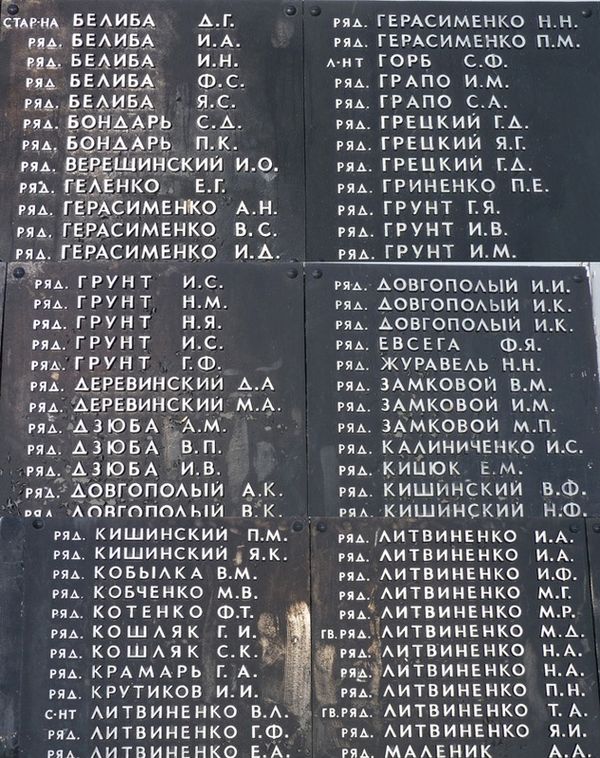 СТАР-НА БЕЛИБА Д.Г.
РЯД. БЕЛИБА И.А.
РЯД. БЕЛИБА И.Н.
РЯД. БЕЛИБА Ф.С.
РЯД. БЕЛИБА Я.С.
РЯД. БОНДАРЬ С.Д.
РЯД. БОНДАРЬ П.К.
РЯД. ВЕРЕШИНСКИЙ И.О.
РЯД. ГЕЛЕНКО Е.Г.
РЯД. ГЕРАСИМЕНКО А.Н.
РЯД. ГЕРАСИМЕНКО В.С.
РЯД. ГЕРАСИМЕНКО И.Д.
РЯД. ГЕРАСИМЕНКО Н.Н.
РЯД. ГЕРАСИМЕНКО П.М.
Л-НТ ГОРБ С.Ф.
РЯД. ГРАПО И.М.
РЯД. ГРАПО С.А.
РЯД. ГРЕЦКИЙ Г.Д.
РЯД. ГРЕЦКИЙ Я.Г.
РЯД. ГРЕЦКИЙ Г.Д.
РЯД. ГРИНЕНКО П.Е.
РЯД. ГРУНТ Г.Я.
РЯД. ГРУНТ И.В.
РЯД. ГРУНТ И.М.
РЯД. ГРУНТ И.С.
РЯД. ГРУНТ Н.М.
РЯД. ГРУНТ Н.Я.
РЯД. ГРУНТ И.С.
РЯД. ГРУНТ Г.Ф.
РЯД. ДЕРЕВИНСКИЙ Д.А
РЯД. ДЕРЕВИНСКИЙ М.А.
РЯД. ДЗЮБА А.М.
РЯД. ДЗЮБА В.П.
РЯД. ДЗЮБА И.В.
РЯД. ДОВГОПОЛЫЙ А.К.
РЯД. ДОВГОПОЛЫЙ В.К.
РЯД. ДОВГОПОЛЫЙ И.И.
РЯД. ДОВГОПОЛЫЙ И.К.
РЯД. ДОВГОПОЛЫЙ И.К.
РЯД. ЕВСЕГА Ф.Я.
РЯД. ЖУРАВЕЛЬ Н.Н.
РЯД. ЗАМКОВОЙ В.М.
РЯД. ЗАМКОВОЙ И.М.
РЯД. ЗАМКОВОЙ М.П.
РЯД. КАЛИНИЧЕНКО И.С.
РЯД. КИЦЮК Е.М.
РЯД. КИШИНСКИЙ В.Ф.
РЯД. КИШИНСКИЙ Н.Ф.
РЯД. КИШИНСКИЙ П.М.
РЯД. КИШИНСКИЙ Я.К.
РЯД. КОБЫЛКА В.М.
РЯД. КОБЧЕНКО М.В.
РЯД. КОТЕНКО Ф.Т.
РЯД. КОШЛЯК Г.И.
РЯД. КОШЛЯК С.К.
РЯД. КРАМАРЬ Г.А.
РЯД. КРУТИКОВ И.И.
С-НТ ЛИТВИНЕНКО В.Л.
РЯД. ЛИТВИНЕНКО Г.Ф.
РЯД. ЛИТВИНЕНКО Е.А.
РЯД. ЛИТВИНЕНКО И.А.
РЯД. ЛИТВИНЕНКО И.А.
РЯД. ЛИТВИНЕНКО И.Ф.
РЯД. ЛИТВИНЕНКО М.Г.
РЯД. ЛИТВИНЕНКО М.Р.
ГВ.РЯД. ЛИТВИНЕНКО М.Д.
РЯД. ЛИТВИНЕНКО Н.А.
РЯД. ЛИТВИНЕНКО Н.А.
РЯД. ЛИТВИНЕНКО П.Н.
ГВ.РЯД. ЛИТВИНЕНКО Т.А.
РЯД. ЛИТВИНЕНКО Я.И.
РЯД. МАЛЕНИК А.А.